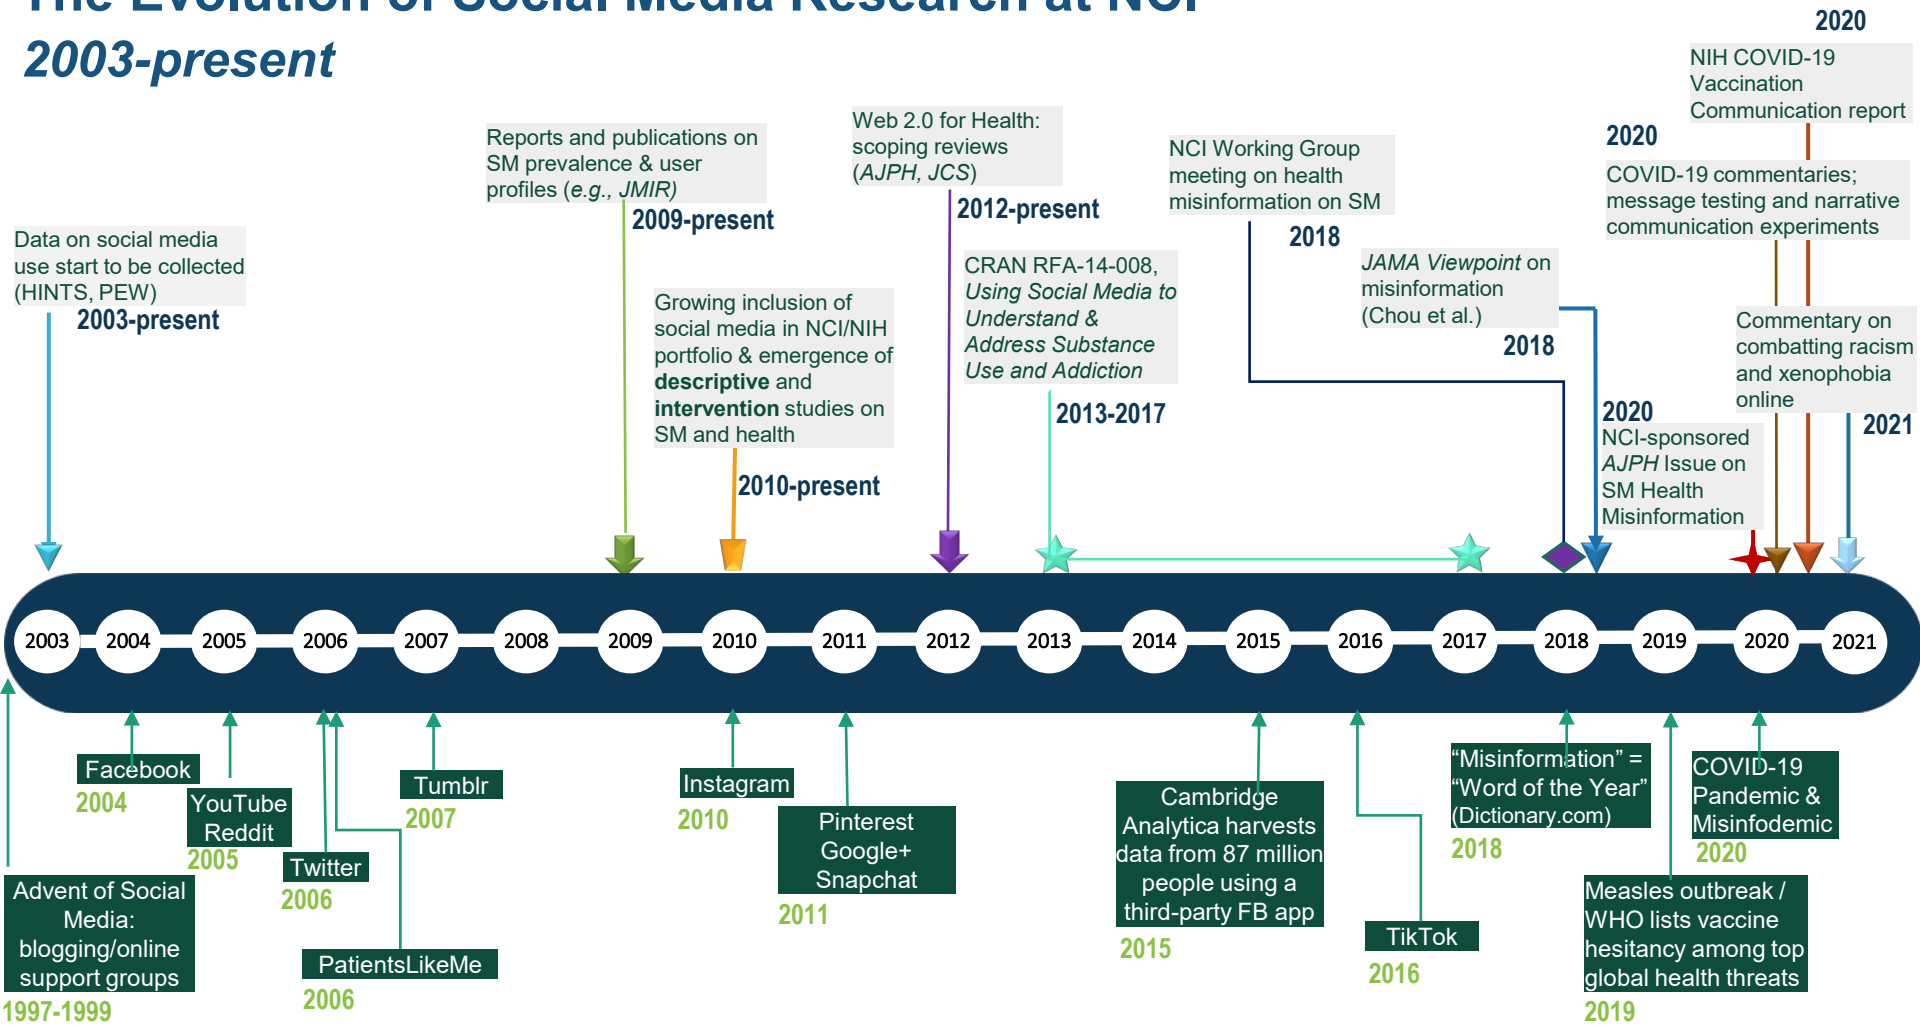 The Evolution of Social Media Research at NCI
2003-present
Data on social media
use start to be collected
(HINTS, PEW)
2003-present
Reports and publications on
SM prevalence & user
profiles (e.g., JMIR)
2009-present
Growing inclusion of
social media in NCI/NIH
portfolio & emergence of
descriptive and
intervention studies on
SM and health
2010-present
Web 2.0 for Health:
scoping reviews
(AJPH, JCS)
2012-present
CRAN RFA-14-008,
Using Social Media to
Understand &
Address Substance
Use and Addiction
2013-2017
NCI Working Group
meeting on health
misinformation on SM
2018
JAMA Viewpoint on
misinformation
(Chou et al.)
2018
2020
NCI-sponsored
AJPH Issue on
SM Health
Misinformation
2020
COVID-19 commentaries;
message testing and narrative
communication experiments
2020
NIH COVID-19
Vaccination
Communication report
Commentary on
combatting racism
and xenophobia
online
2021
2003 2004 2005 2006 2007 2008 2009 2010 2011 2012 2013 2014 2015 2016 2017 2018 2019 2020 2021
Advent of Social
Media:
blogging/online
support groups
1997-1999
Facebook
2004
YouTube
Reddit
2005
Twitter
2006
PatientsLikeMe
2006
Tumblr
2007
Instagram
2010
Pinterest
Google+
Snapchat
2011
Cambridge
Analytica harvests
data from 87 million
people using a
third-party FB app
2015
TikTok
2016
“Misinformation” =
“Word of the Year”
(Dictionary.com)
2018
Measles outbreak /
WHO lists vaccine
hesitancy among top
global health threats
2019
COVID-19
Pandemic &
Misinfodemic
2020